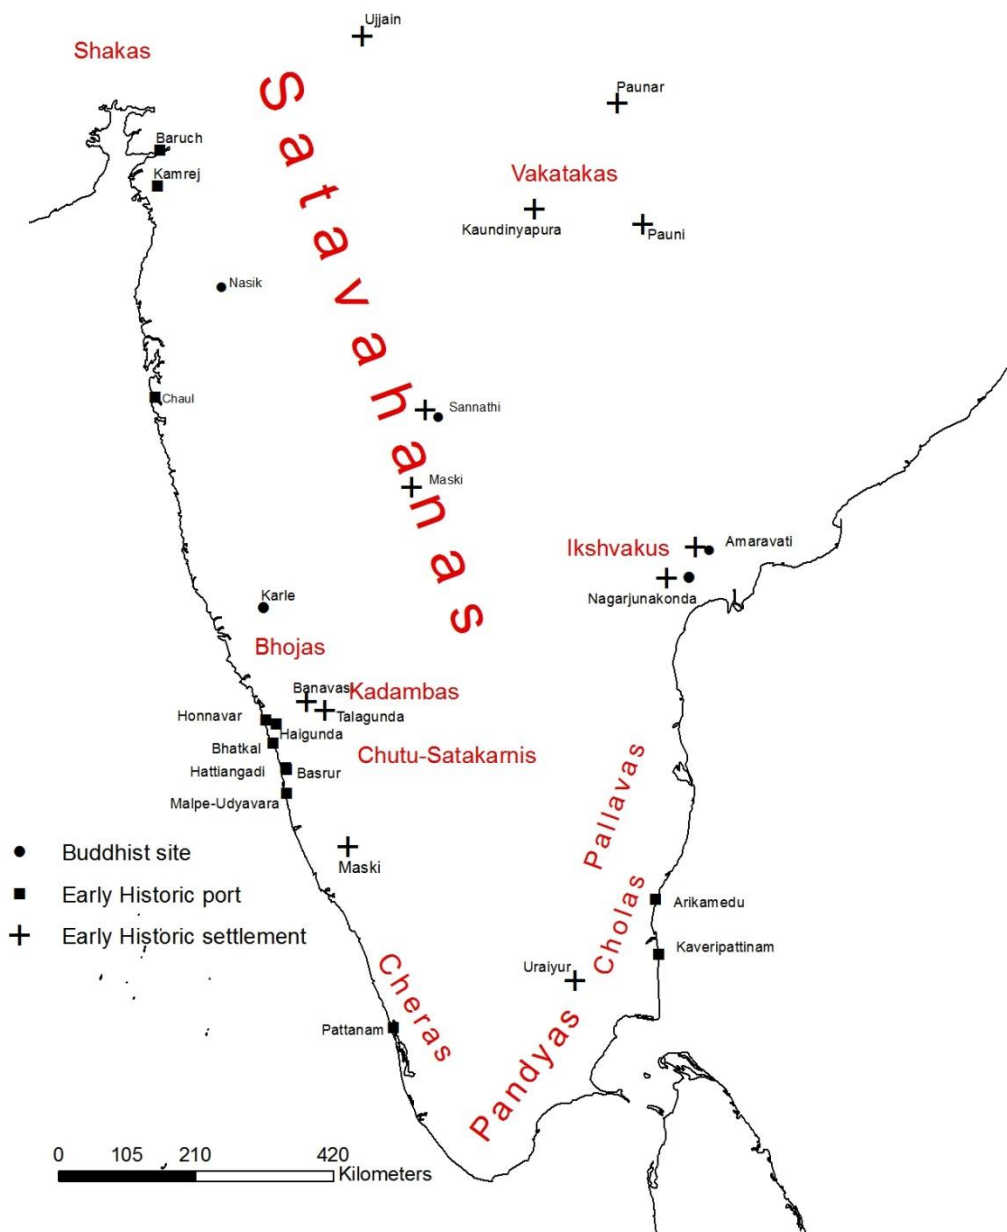 Ujjain
Shakas
Satavahanas
Paunar
Baruch
Kamrej
Vakatakas
Kaundinyapura
Pauni
Nasik
Chaul
Sannathi
Maski
Ikshvakus
Amaravati
Nagarjunakonda
Karle
Bhojas
Banavas
Kadambas
Talagunda
Honnavar
Haigunda
Bhatkal
Chutu-Satakarnis
Hattiangadi
Basrur
Malpe-Udyavara
Pallavas
Maski
Buddhist site
Early Historic port
Early Historic settlement
Cholas
Arikamedu
Kaveripattinam
Uraiyur
Cheras
Pattanam
Pandyas
0 105 210 420
Kilometers